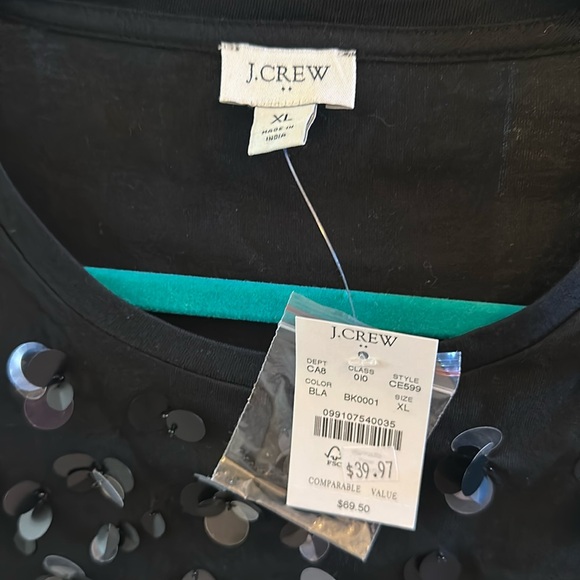 J.CREW
XL
MADE IN
INDIA
J.CREW
DEPT CLASS STYLE
CA8 010 CE599
COLOR SIZE
BLA BK0001 XL
099107540035
FSC
$39.97
COMPARABLE VALUE
$69.50